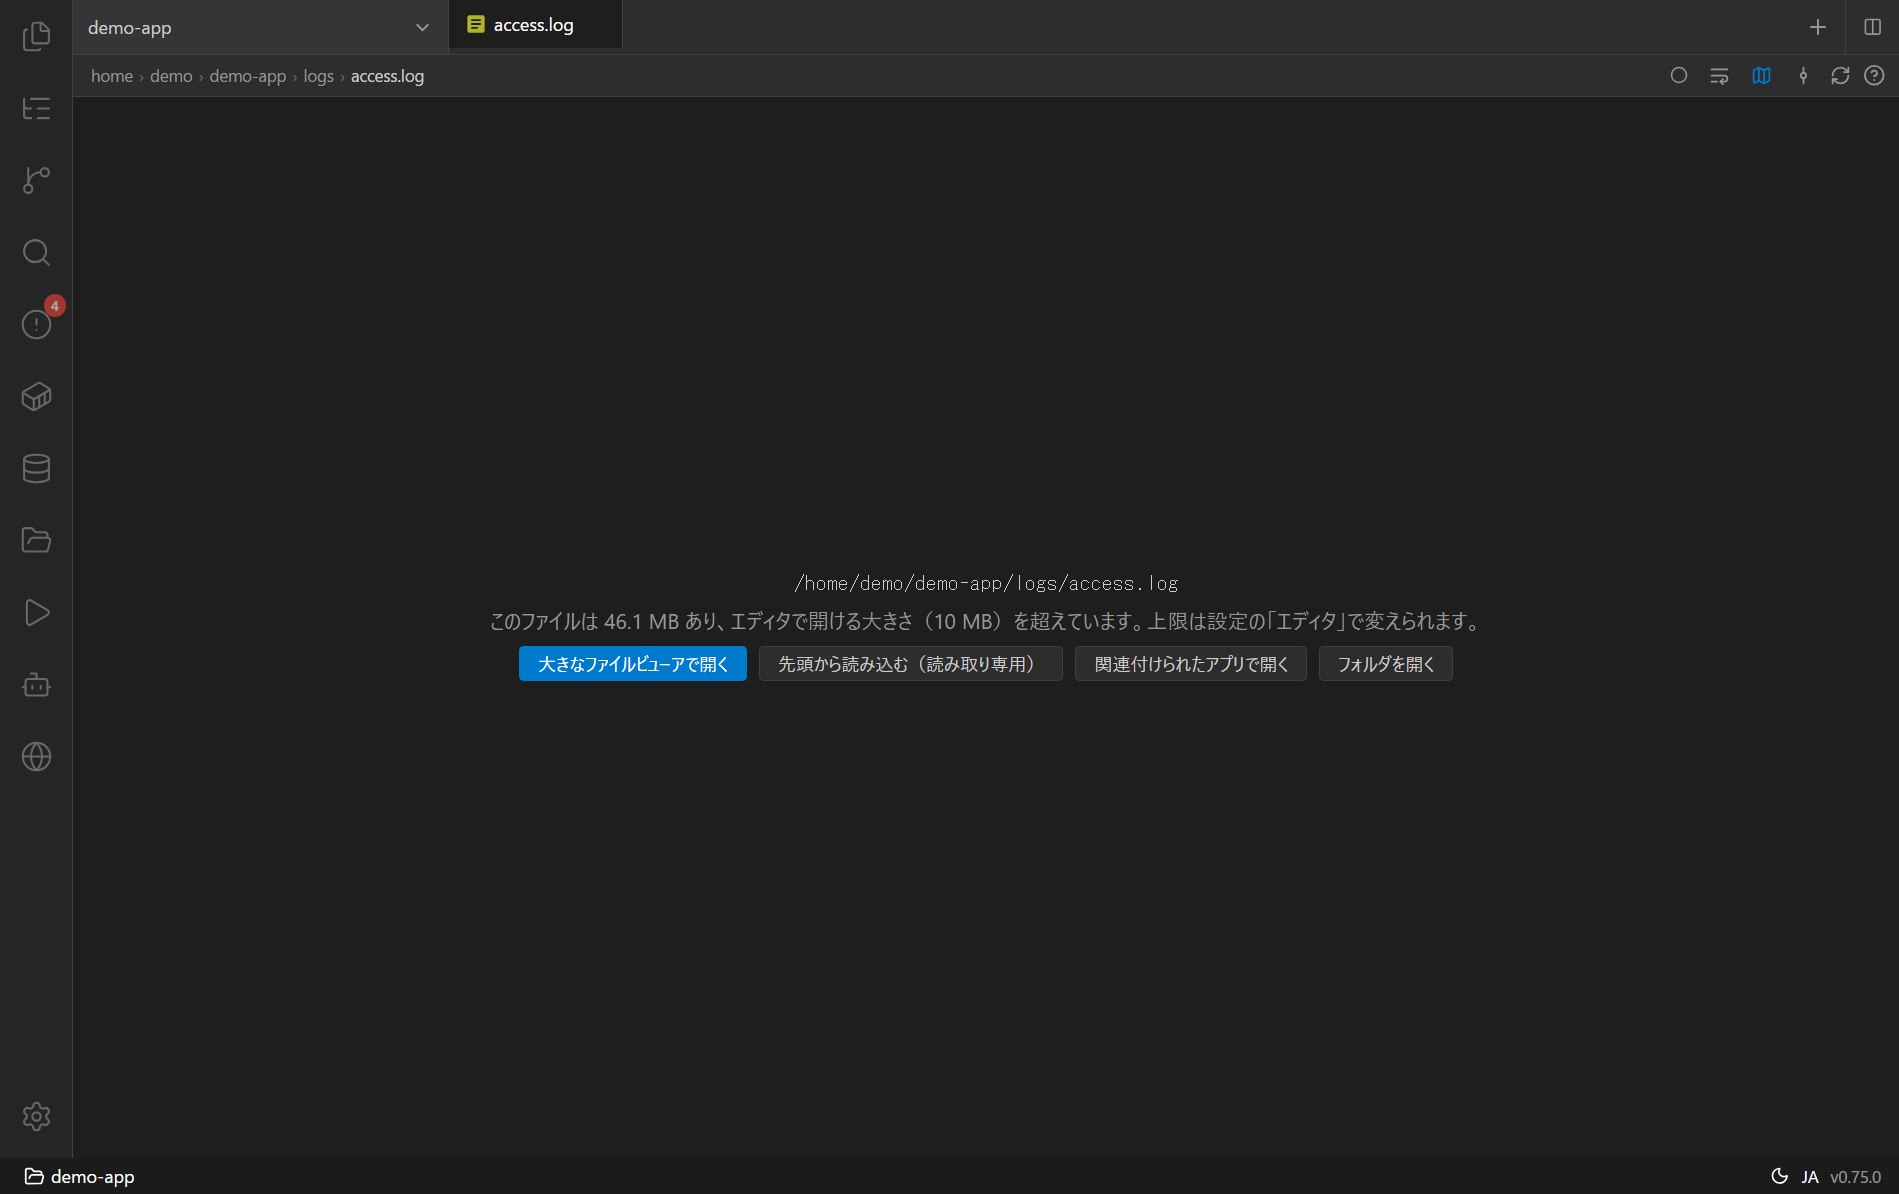 demo-app
access.log
home › demo › demo-app › logs › access.log
4
/home/demo/demo-app/logs/access.log
このファイルは 46.1 MB あり、エディタで開ける大きさ（10 MB）を超えています。上限は設定の「エディタ」で変えられます。
大きなファイルビューアで開く
先頭から読み込む（読み取り専用）
関連付けられたアプリで開く
フォルダを開く
demo-app
JA
v0.75.0